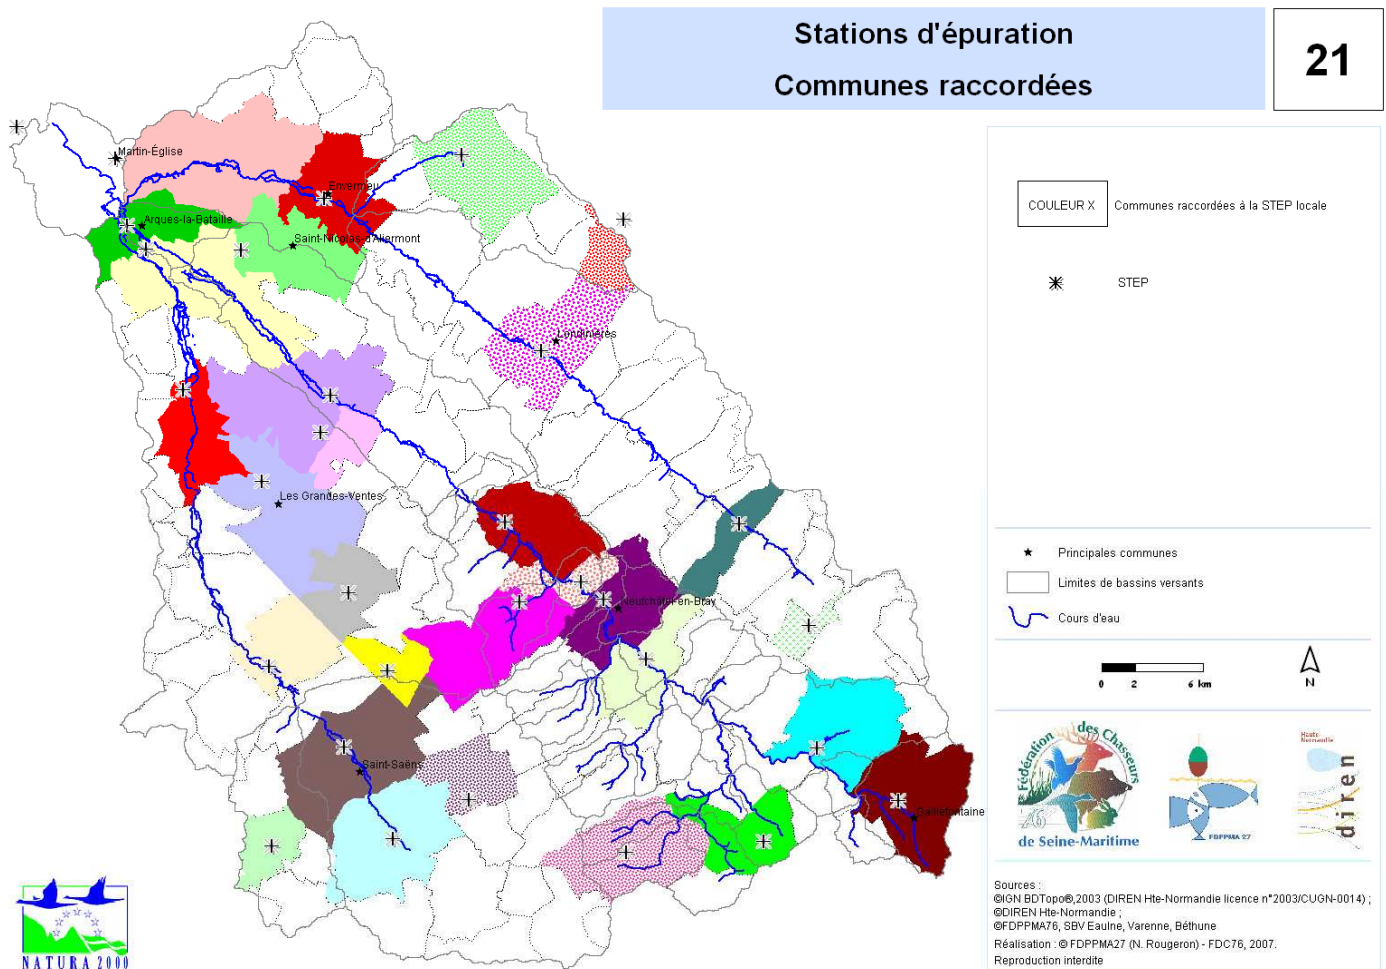 Stations d'épuration
Communes raccordées
21
Martin-Église
Envermeu
Arques-la-Bataille
Saint-Nicolas-d'Aliermont
Londinières
Les Grandes-Ventes
Neufchâtel-en-Bray
Saint-Saëns
Gaillefontaine
COULEUR X
Communes raccordées à la STEP locale
STEP
Principales communes
Limites de bassins versants
Cours d'eau
0 2 6 km
N
Fédération des Chasseurs
de Seine-Maritime
FDPPMA 27
Haute-
Normandie
diren
Sources :
©IGN BDTopo®,2003 (DIREN Hte-Normandie licence n°2003/CUGN-0014) ;
©DIREN Hte-Normandie ;
©FDPPMA76, SBV Eaulne, Varenne, Béthune
Réalisation : © FDPPMA27 (N. Rougeron) - FDC76, 2007.
Reproduction interdite
NATURA 2000